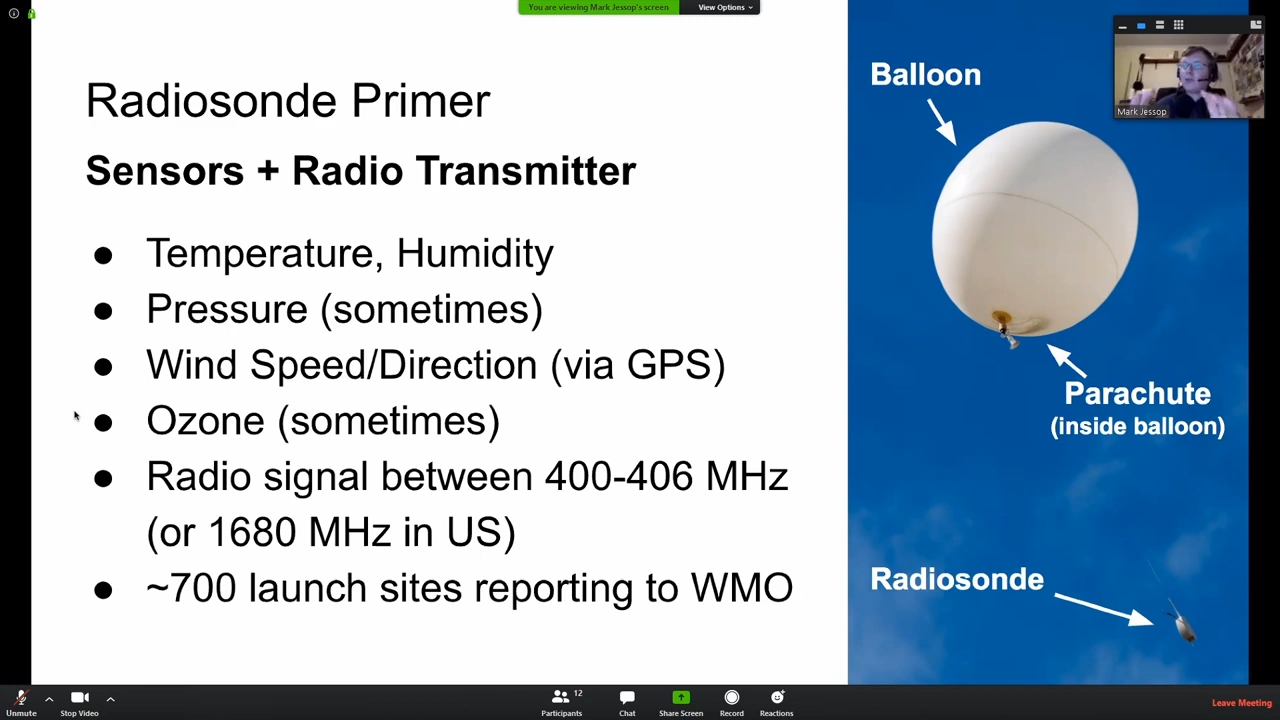 You are viewing Mark Jessop's screen
View Options
Radiosonde Primer
Sensors + Radio Transmitter
● Temperature, Humidity
● Pressure (sometimes)
● Wind Speed/Direction (via GPS)
● Ozone (sometimes)
● Radio signal between 400-406 MHz
(or 1680 MHz in US)
● ~700 launch sites reporting to WMO
Balloon
Parachute
(inside balloon)
Radiosonde
Mark Jessop
Unmute
Stop Video
12
Participants
Chat
Share Screen
Record
Reactions
Leave Meeting